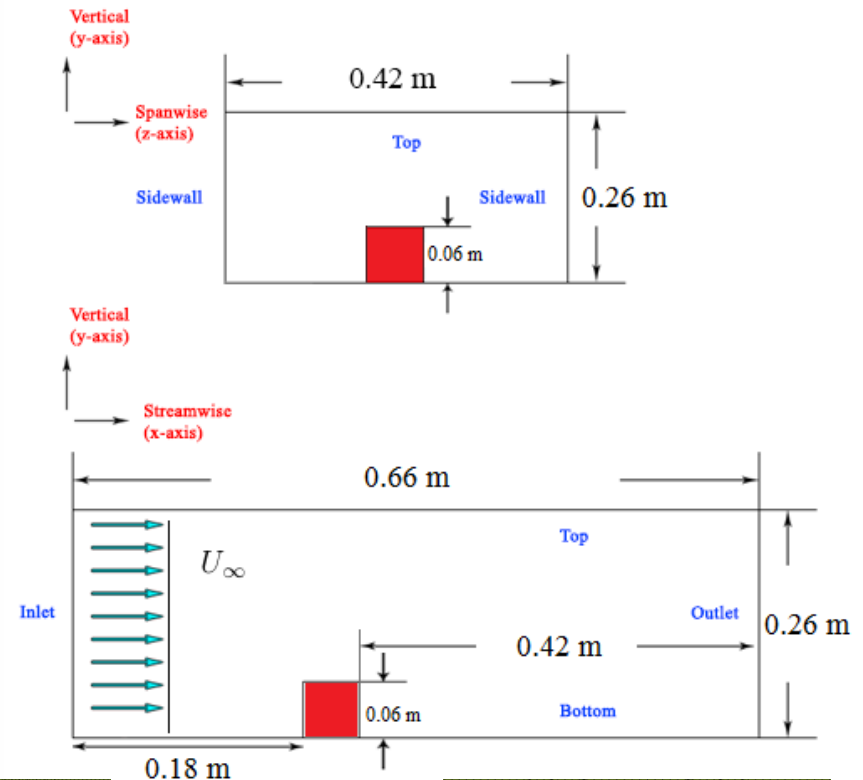 Vertical
(y-axis)
0.42 m
Spanwise
(z-axis)
Top
Sidewall
Sidewall
0.26 m
0.06 m
Vertical
(y-axis)
Streamwise
(x-axis)
0.66 m
Top
U∞
Inlet
Outlet
0.26 m
0.42 m
0.06 m
Bottom
0.18 m